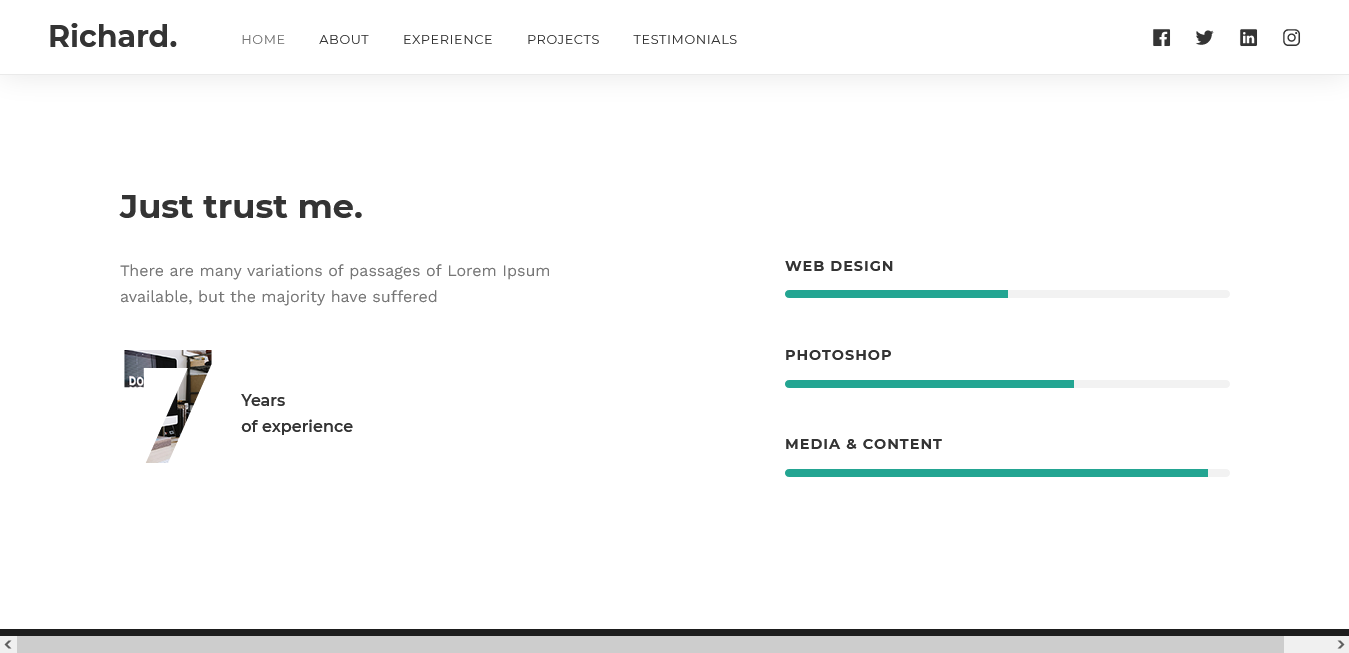 Richard.
HOME
ABOUT
EXPERIENCE
PROJECTS
TESTIMONIALS
Just trust me.
There are many variations of passages of Lorem Ipsum
available, but the majority have suffered
7
DO
Years
of experience
WEB DESIGN
PHOTOSHOP
MEDIA & CONTENT